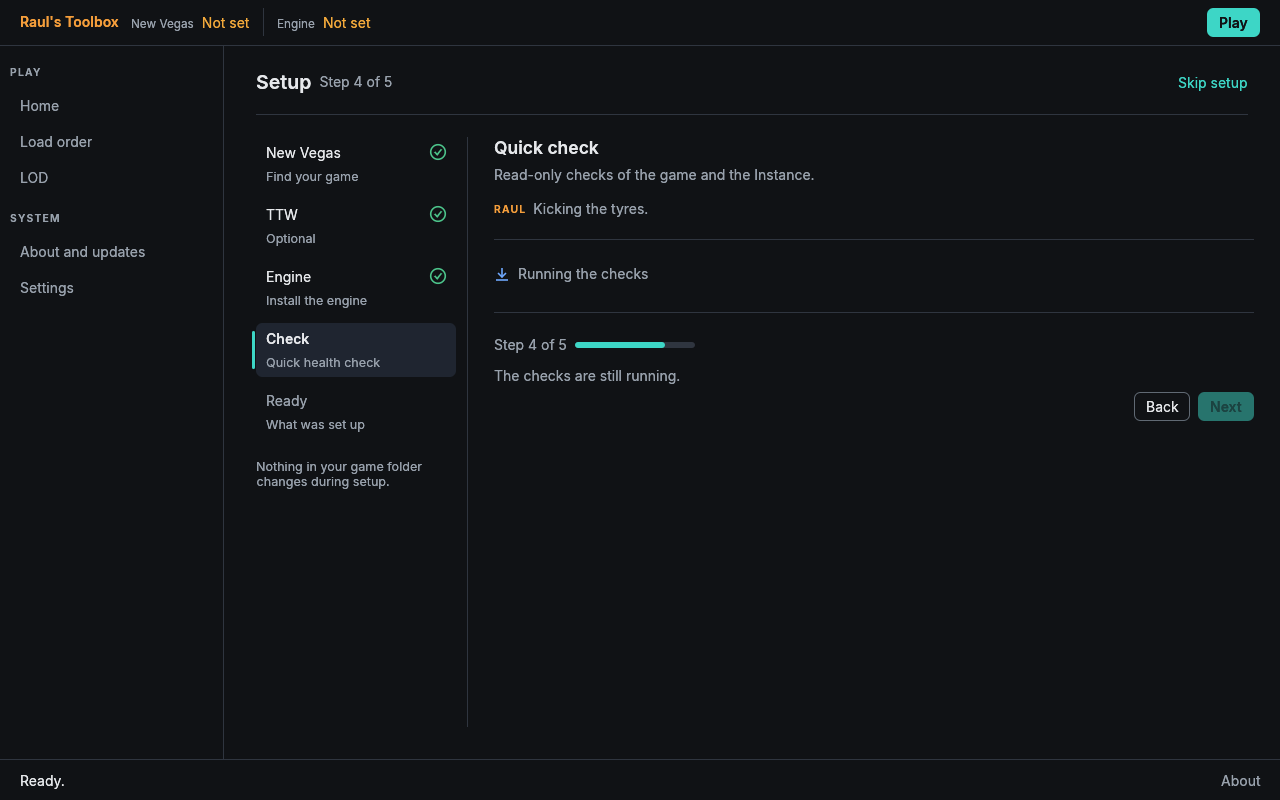 Raul's Toolbox New Vegas Not set Engine Not set Play
PLAY
Home
Load order
LOD
SYSTEM
About and updates
Settings
Setup Step 4 of 5 Skip setup
New Vegas
Find your game
TTW
Optional
Engine
Install the engine
Check
Quick health check
Ready
What was set up
Nothing in your game folder
changes during setup.
Quick check
Read-only checks of the game and the Instance.
RAUL Kicking the tyres.
Running the checks
Step 4 of 5
The checks are still running.
Back Next
Ready. About